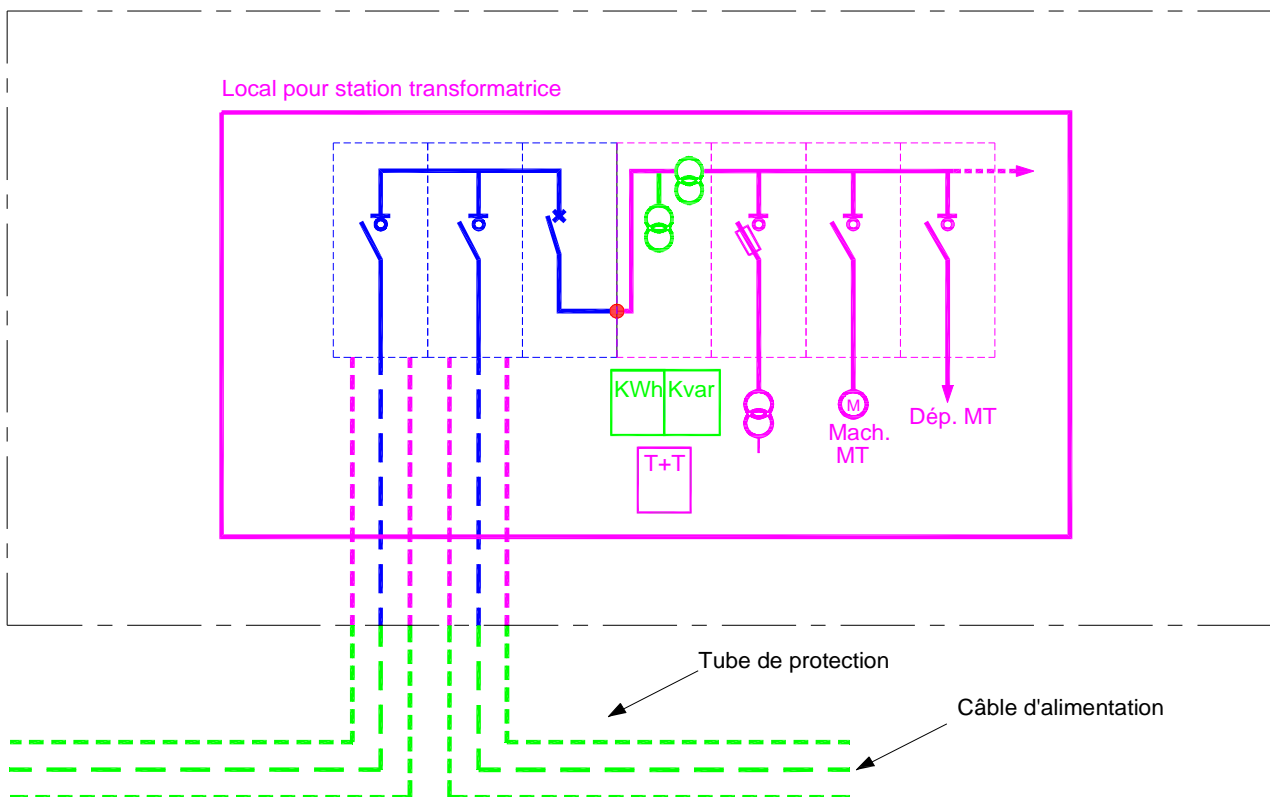 Local pour station transformatrice
KWh Kvar
T+T
M
Mach.
MT
Dép. MT
Tube de protection
Câble d'alimentation